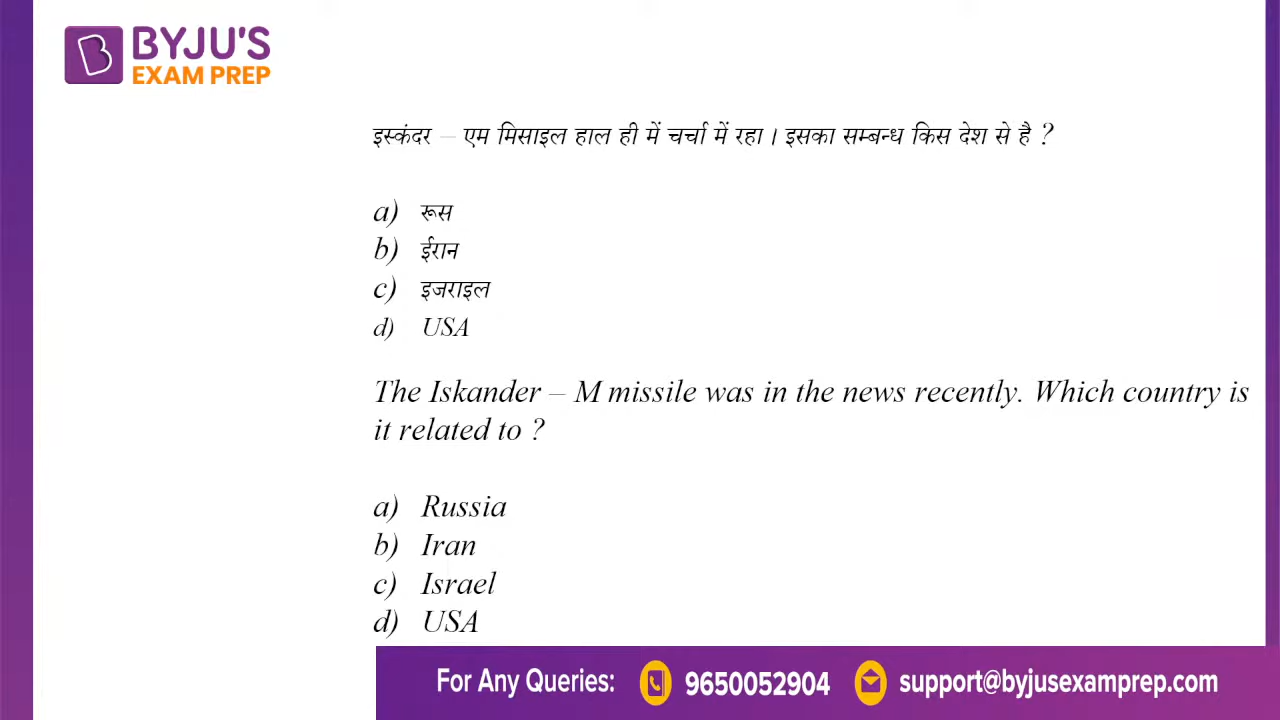 BYJU'S
EXAM PREP
इस्कंदर – एम मिसाइल हाल ही में चर्चा में रहा । इसका सम्बन्ध किस देश से है ?
a) रूस
b) ईरान
c) इजराइल
d) USA
The Iskander – M missile was in the news recently. Which country is
it related to ?
a) Russia
b) Iran
c) Israel
d) USA
For Any Queries: 9650052904 support@byjusexamprep.com